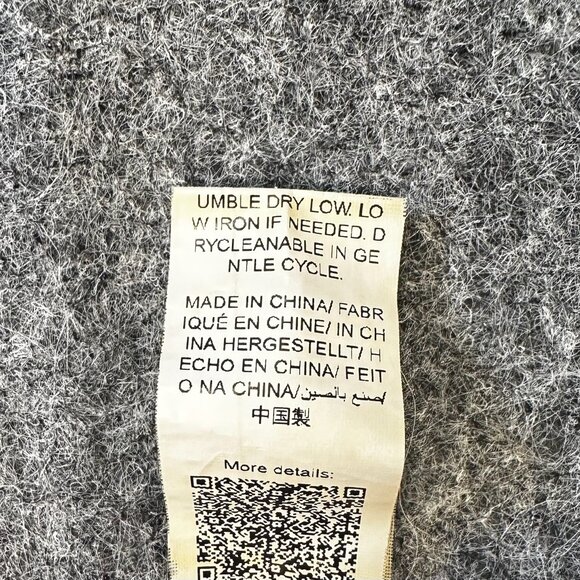 UMBLE DRY LOW. LO
W IRON IF NEEDED. D
RYCLEANABLE IN GE
NTLE CYCLE.
MADE IN CHINA/ FABR
IQUÉ EN CHINE/ IN CH
INA HERGESTELLT/ H
ECHO EN CHINA/ FEIT
O NA CHINA/صنع بالصين/
中国製
More details: